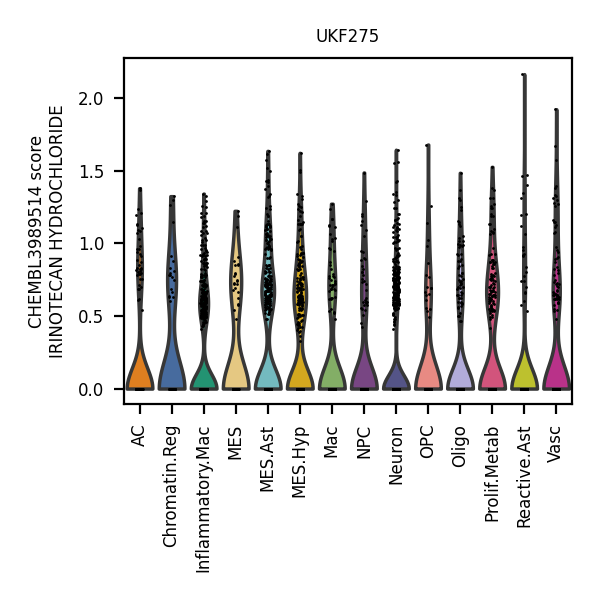 UKF275
CHEMBL3989514 score
IRINOTECAN HYDROCHLORIDE
2.0
1.5
1.0
0.5
0.0
AC
Chromatin.Reg
Inflammatory.Mac
MES
MES.Ast
MES.Hyp
Mac
NPC
Neuron
OPC
Oligo
Prolif.Metab
Reactive.Ast
Vasc